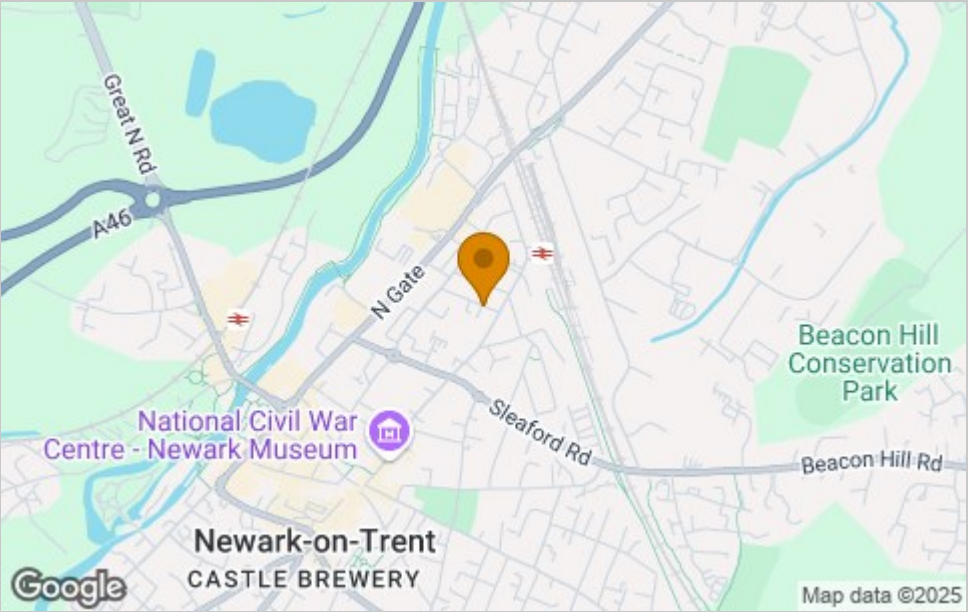 Great N Rd
A46
N Gate
Beacon Hill
Conservation
Park
National Civil War
Centre - Newark Museum
Sleaford Rd
Beacon Hill Rd
Newark-on-Trent
CASTLE BREWERY
Google
Map data ©2025